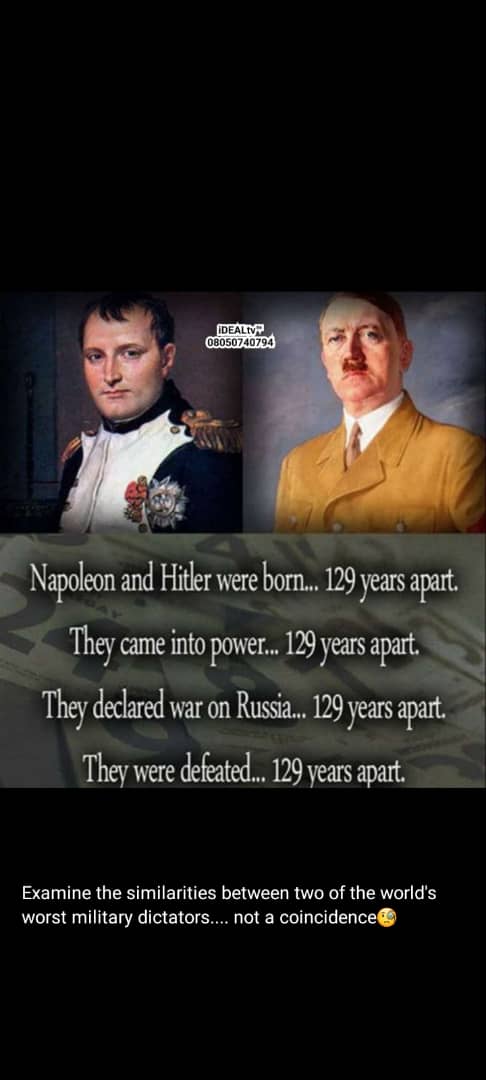 iDEALtv
08050740794
Napoleon and Hitler were born... 129 years apart.
They came into power... 129 years apart.
They declared war on Russia... 129 years apart.
They were defeated... 129 years apart.
Examine the similarities between two of the world's
worst military dictators.... not a coincidence🧐